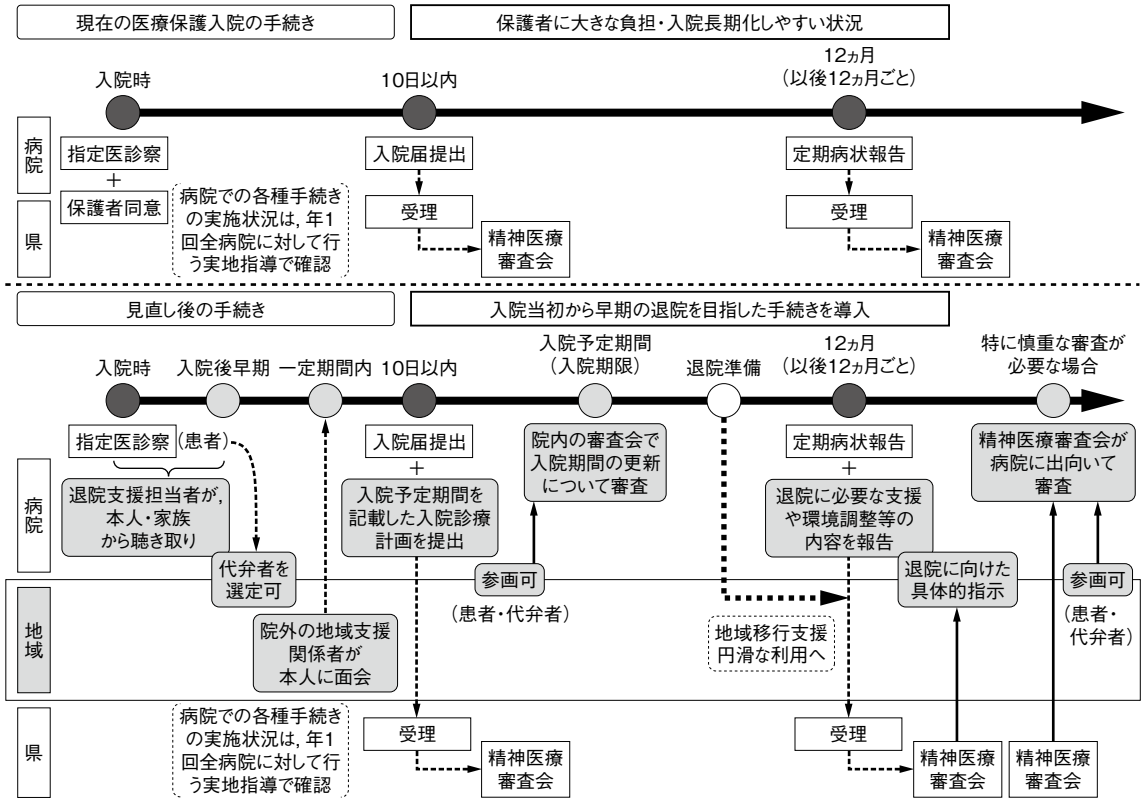 現在の医療保護入院の手続き
保護者に大きな負担・入院長期化しやすい状況
入院時
10日以内
12ヵ月
（以後12ヵ月ごと）
病院
指定医診察
+
保護者同意
入院届提出
定期病状報告
県
病院での各種手続き
の実施状況は，年1
回全病院に対して行
う実地指導で確認
受理
精神医療
審査会
受理
精神医療
審査会
見直し後の手続き
入院当初から早期の退院を目指した手続きを導入
入院時
入院後早期
一定期間内
10日以内
入院予定期間
（入院期限）
退院準備
12ヵ月
（以後12ヵ月ごと）
特に慎重な審査が
必要な場合
病院
指定医診察
(患者)
退院支援担当者が，
本人・家族
から聴き取り
代弁者を
選定可
入院届提出
+
入院予定期間を
記載した入院診療
計画を提出
院内の審査会で
入院期間の更新
について審査
定期病状報告
+
退院に必要な支援
や環境調整等の
内容を報告
精神医療審査会が
病院に出向いて
審査
地域
院外の地域支援
関係者が
本人に面会
参画可
(患者・代弁者)
地域移行支援
円滑な利用へ
退院に向けた
具体的指示
参画可
(患者・
代弁者)
県
病院での各種手続き
の実施状況は，年1
回全病院に対して行
う実地指導で確認
受理
精神医療
審査会
受理
精神医療
審査会
精神医療
審査会